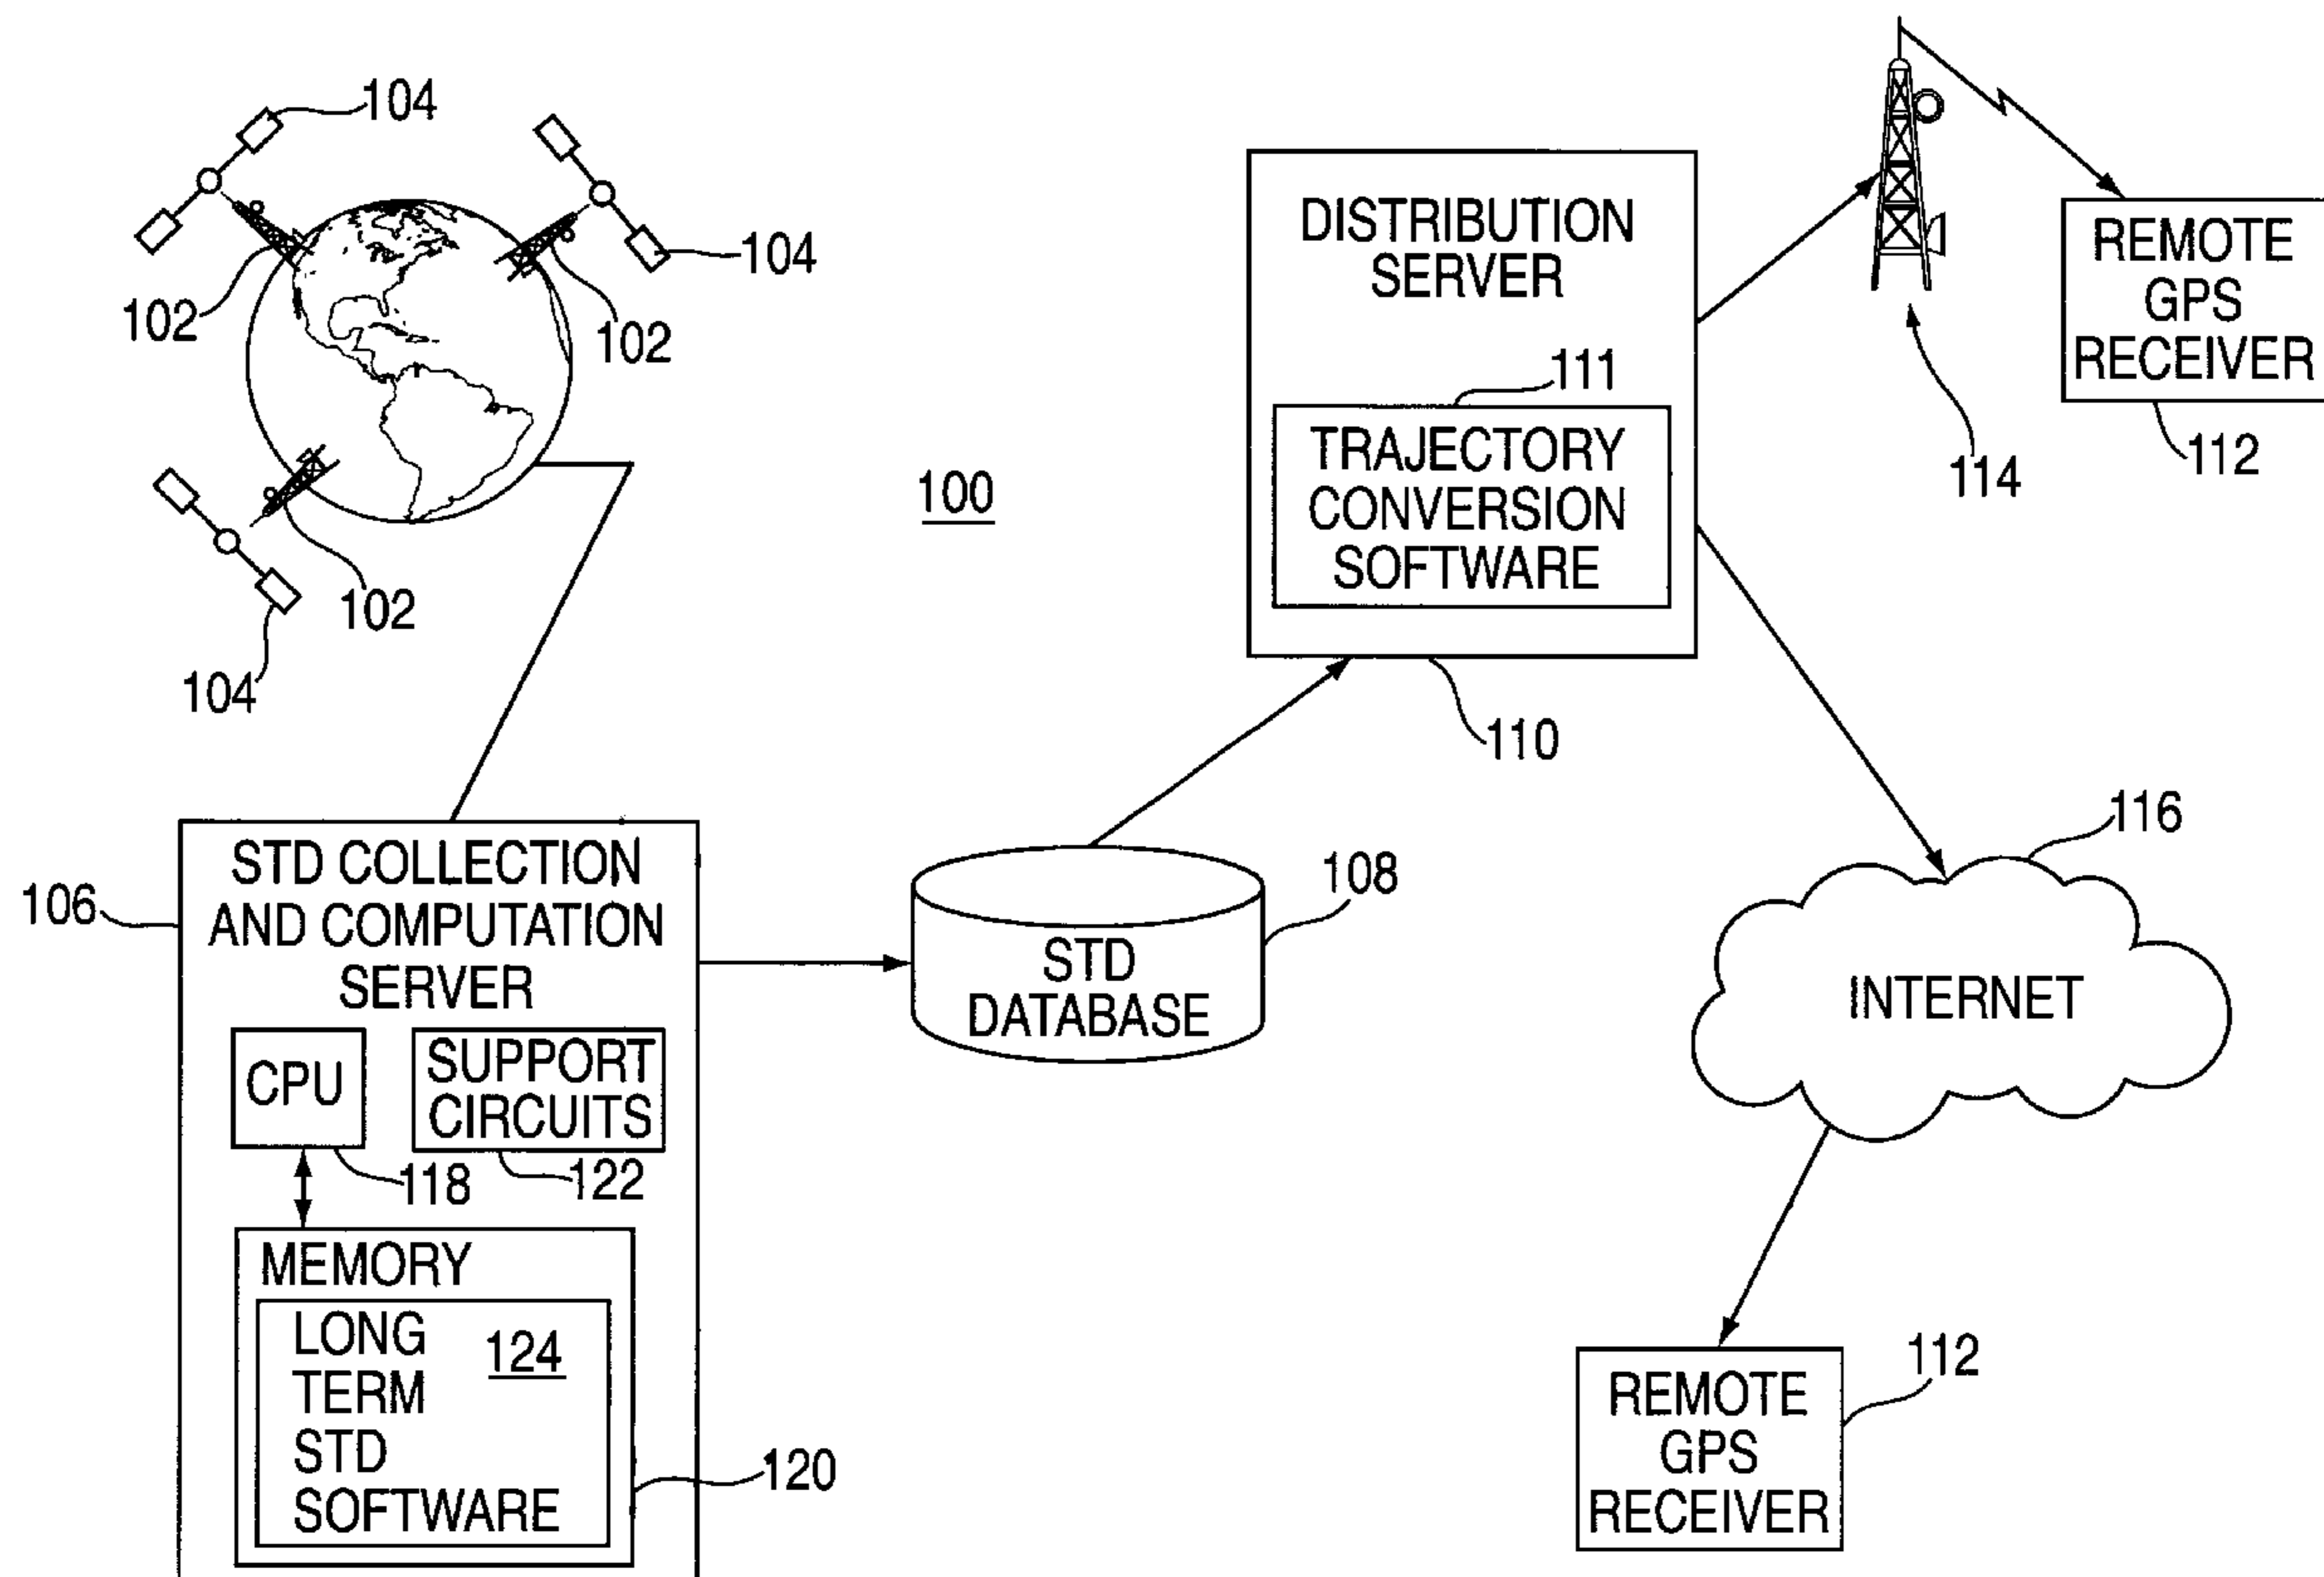 104
104
102
102
102
104
100
DISTRIBUTION
SERVER
111
TRAJECTORY
CONVERSION
SOFTWARE
110
114
REMOTE
GPS
RECEIVER
112
106
STD COLLECTION
AND COMPUTATION
SERVER
CPU
118
SUPPORT
CIRCUITS
122
MEMORY
LONG
TERM
STD
SOFTWARE
124
120
STD
DATABASE
108
116
INTERNET
REMOTE
GPS
RECEIVER
112